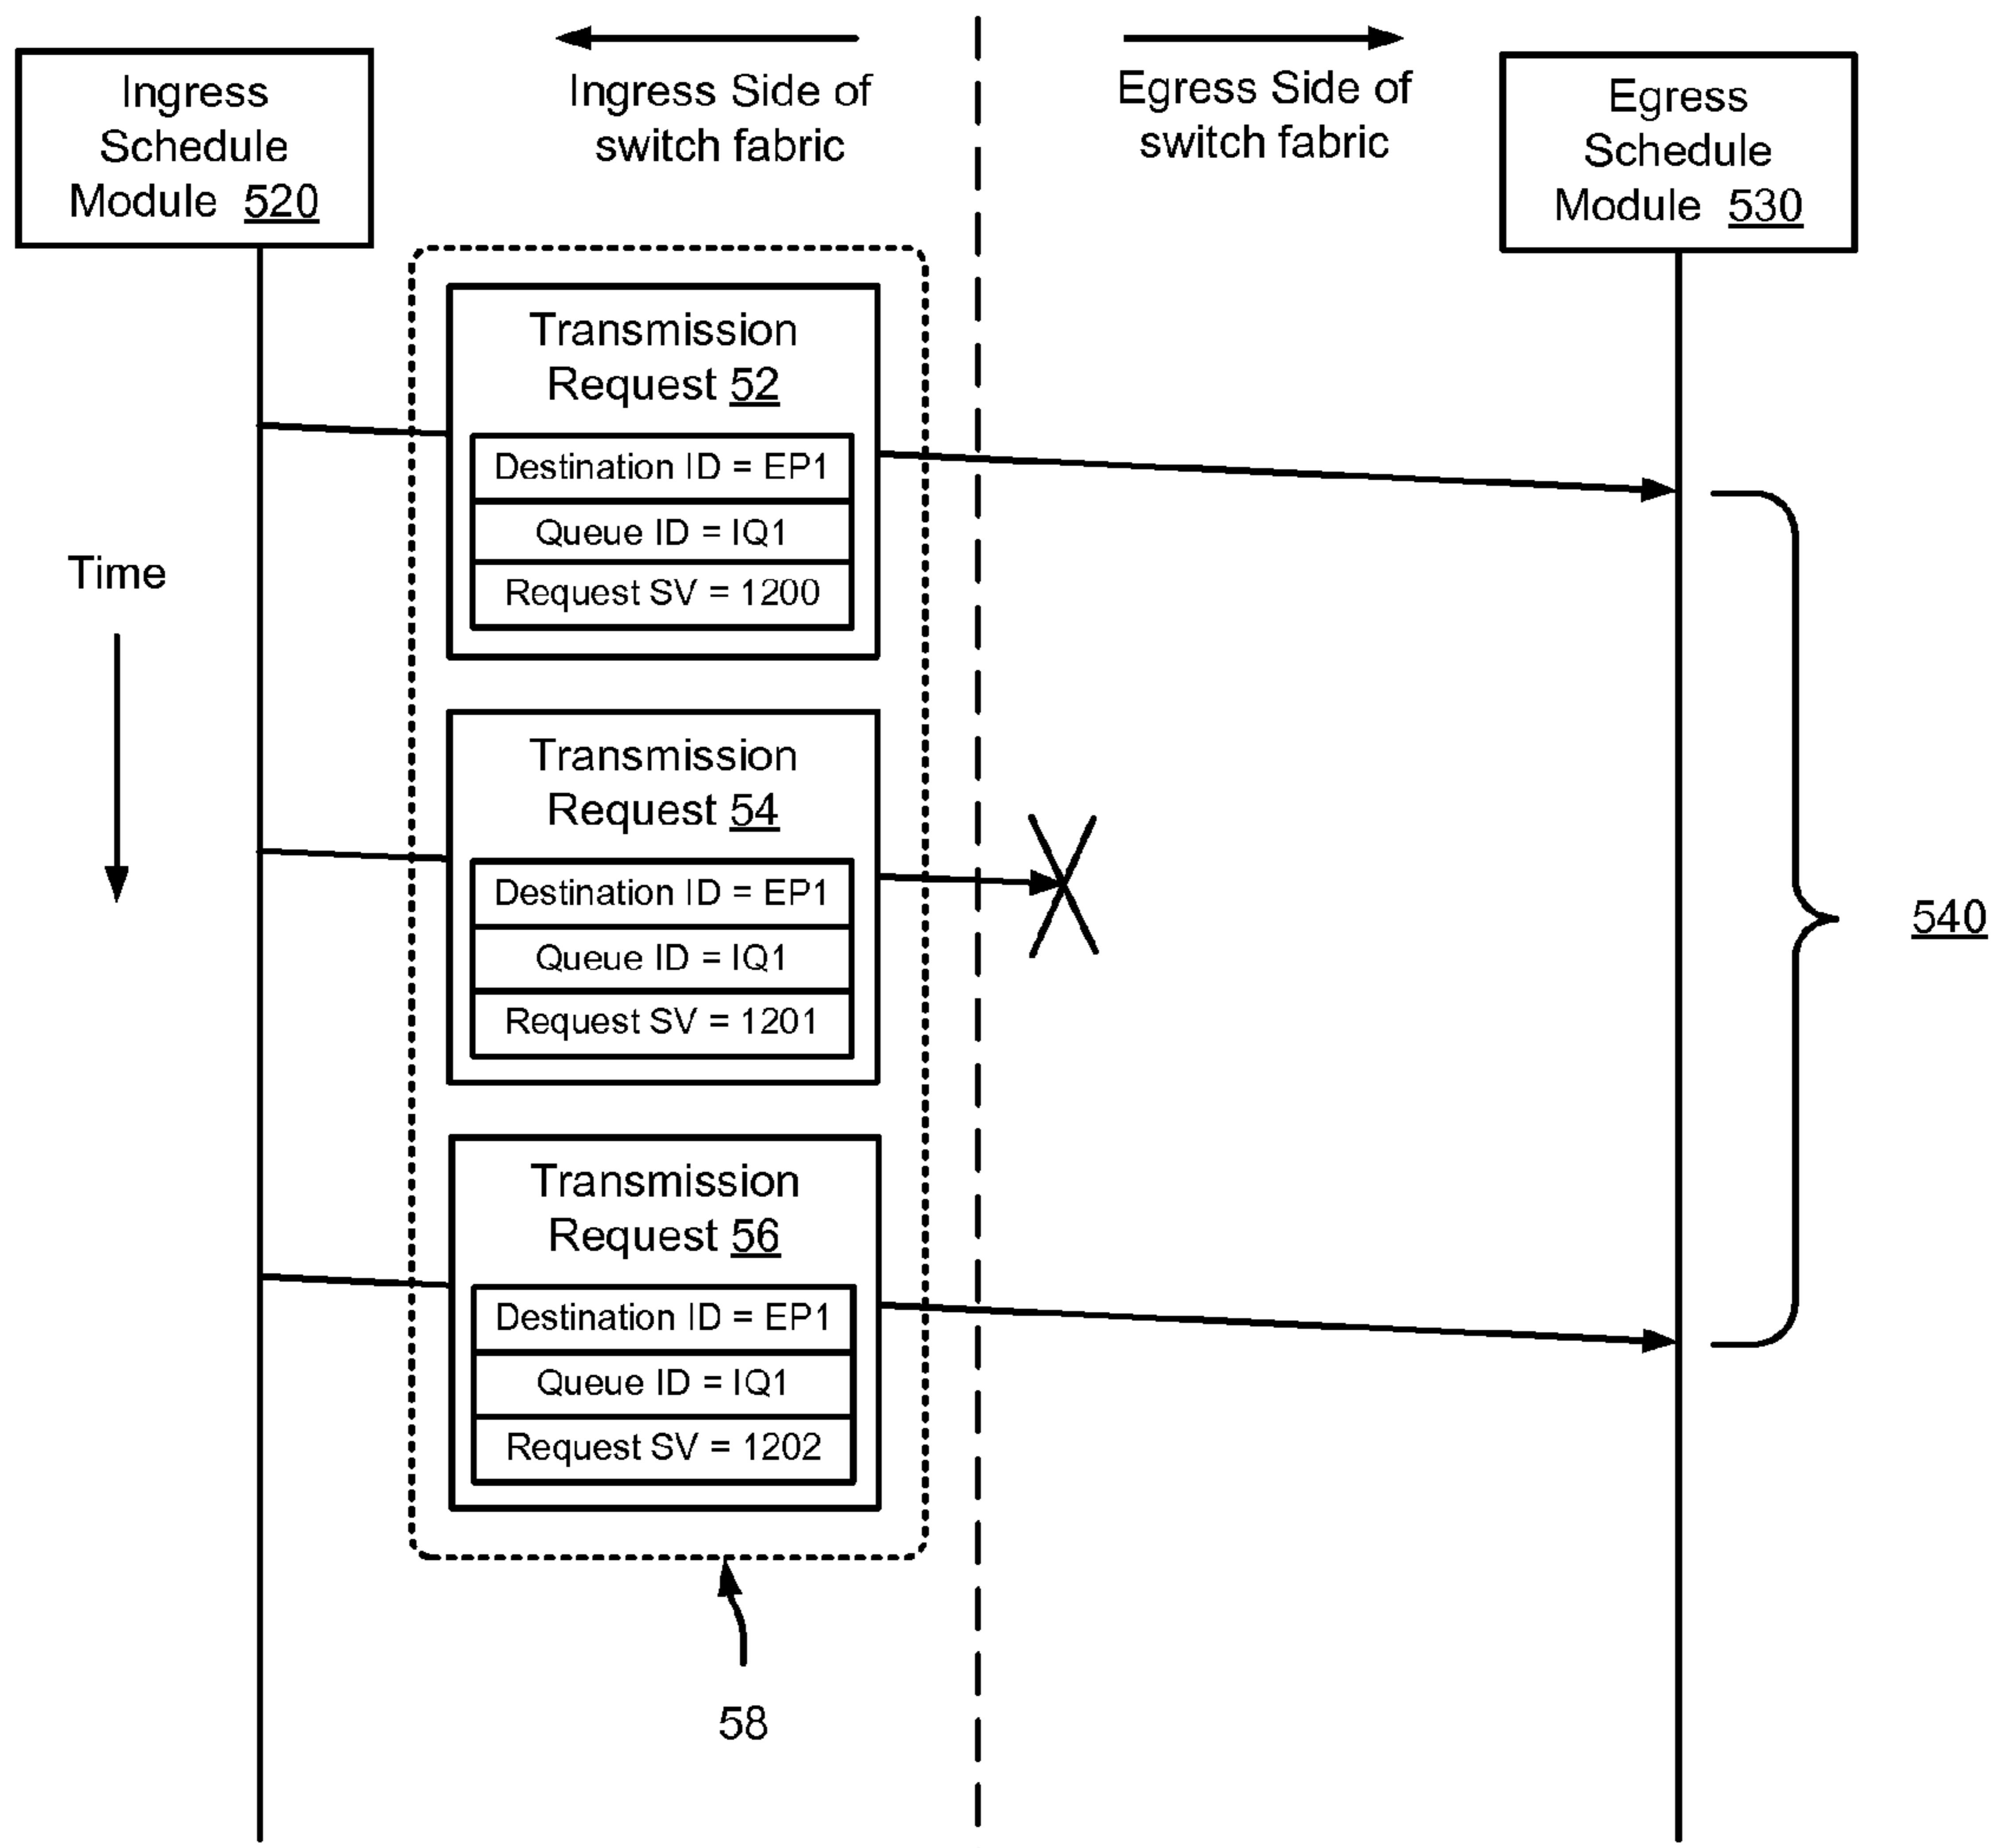 Ingress
Schedule
Module 520
Ingress Side of
switch fabric
Egress Side of
switch fabric
Egress
Schedule
Module 530
Time
Transmission
Request 52
Destination ID = EP1
Queue ID = IQ1
Request SV = 1200
Transmission
Request 54
Destination ID = EP1
Queue ID = IQ1
Request SV = 1201
Transmission
Request 56
Destination ID = EP1
Queue ID = IQ1
Request SV = 1202
540
58